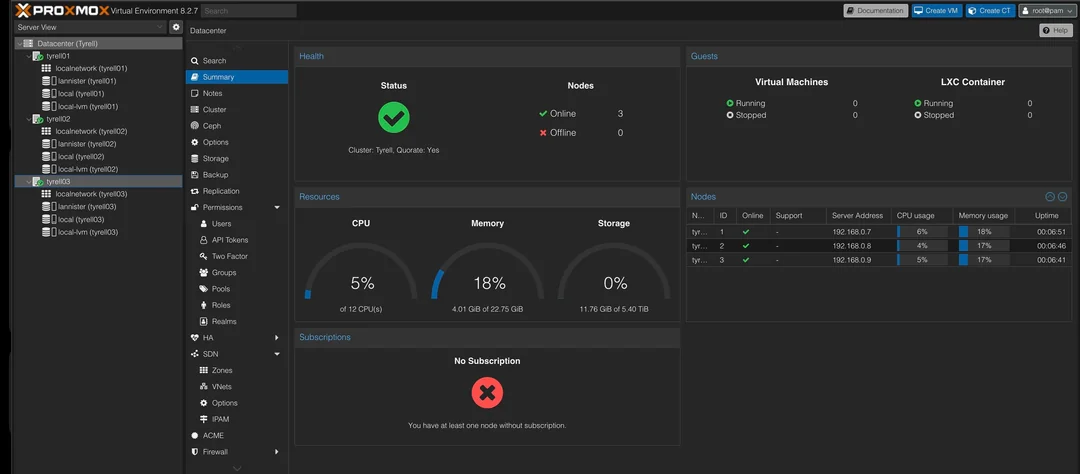 PROXMOX Virtual Environment 8.2.7 Search Documentation Create VM Create CT root@pam
Server View
Datacenter Help
Datacenter (Tyrell)
tyrell01
localnetwork (tyrell01)
lannister (tyrell01)
local (tyrell01)
local-lvm (tyrell01)
tyrell02
localnetwork (tyrell02)
lannister (tyrell02)
local (tyrell02)
local-lvm (tyrell02)
tyrell03
localnetwork (tyrell03)
lannister (tyrell03)
local (tyrell03)
local-lvm (tyrell03)
Search
Summary
Notes
Cluster
Ceph
Options
Storage
Backup
Replication
Permissions
Users
API Tokens
Two Factor
Groups
Pools
Roles
Realms
HA
SDN
Zones
VNets
Options
IPAM
ACME
Firewall
Health
Status
Cluster: Tyrell, Quorate: Yes
Nodes
Online 3
Offline 0
Guests
Virtual Machines
Running 0
Stopped 0
LXC Container
Running 0
Stopped 0
Resources
CPU
5%
of 12 CPU(s)
Memory
18%
4.01 GiB of 22.75 GiB
Storage
0%
11.76 GiB of 5.40 TiB
Nodes
N... ID Online Support Server Address CPU usage Memory usage Uptime
tyr... 1 - 192.168.0.7 6% 18% 00:06:51
tyr... 2 - 192.168.0.8 4% 17% 00:06:46
tyr... 3 - 192.168.0.9 5% 17% 00:06:41
Subscriptions
No Subscription
You have at least one node without subscription.